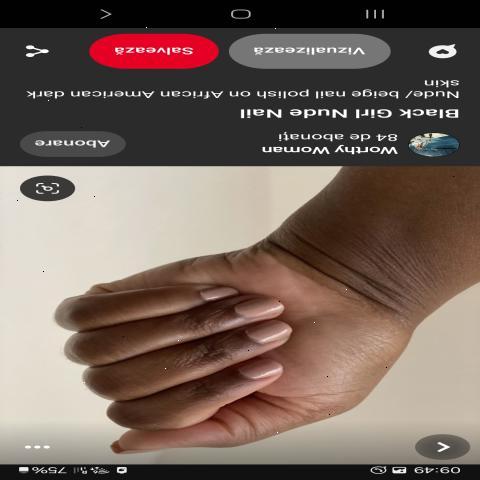 09:49
75%
Worthy Woman
84 de abonați
Abonare
Black Girl Nude Nail
Nude/ beige nail polish on African American dark
skin
Vizualizează
Salvează